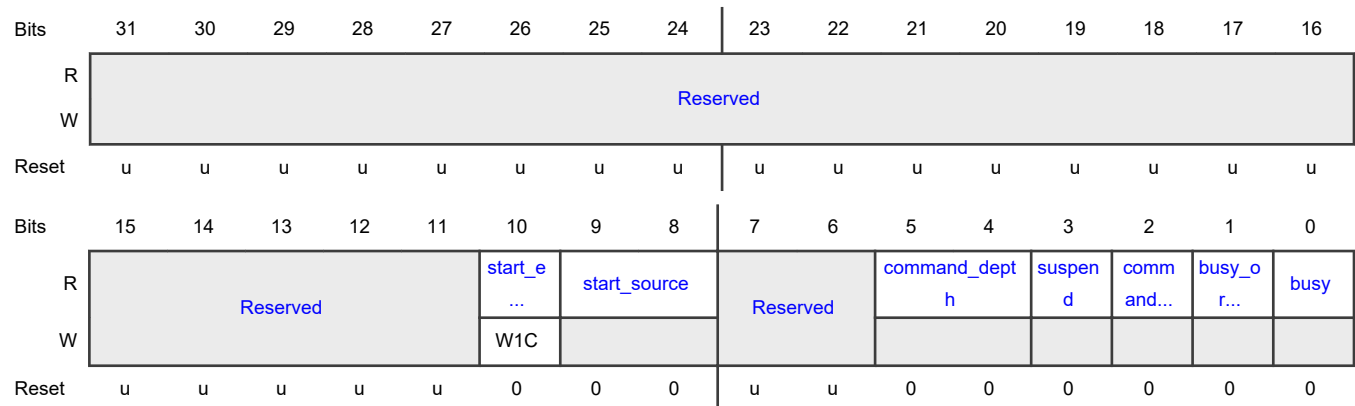 Bits 31 30 29 28 27 26 25 24 23 22 21 20 19 18 17 16
R
Reserved
W
Reset u u u u u u u u u u u u u u u u
Bits 15 14 13 12 11 10 9 8 7 6 5 4 3 2 1 0
R Reserved start_e ... start_source Reserved command_dept h suspen d comm and... busy_o r... busy
W W1C
Reset u u u u u 0 0 0 u u 0 0 0 0 0 0